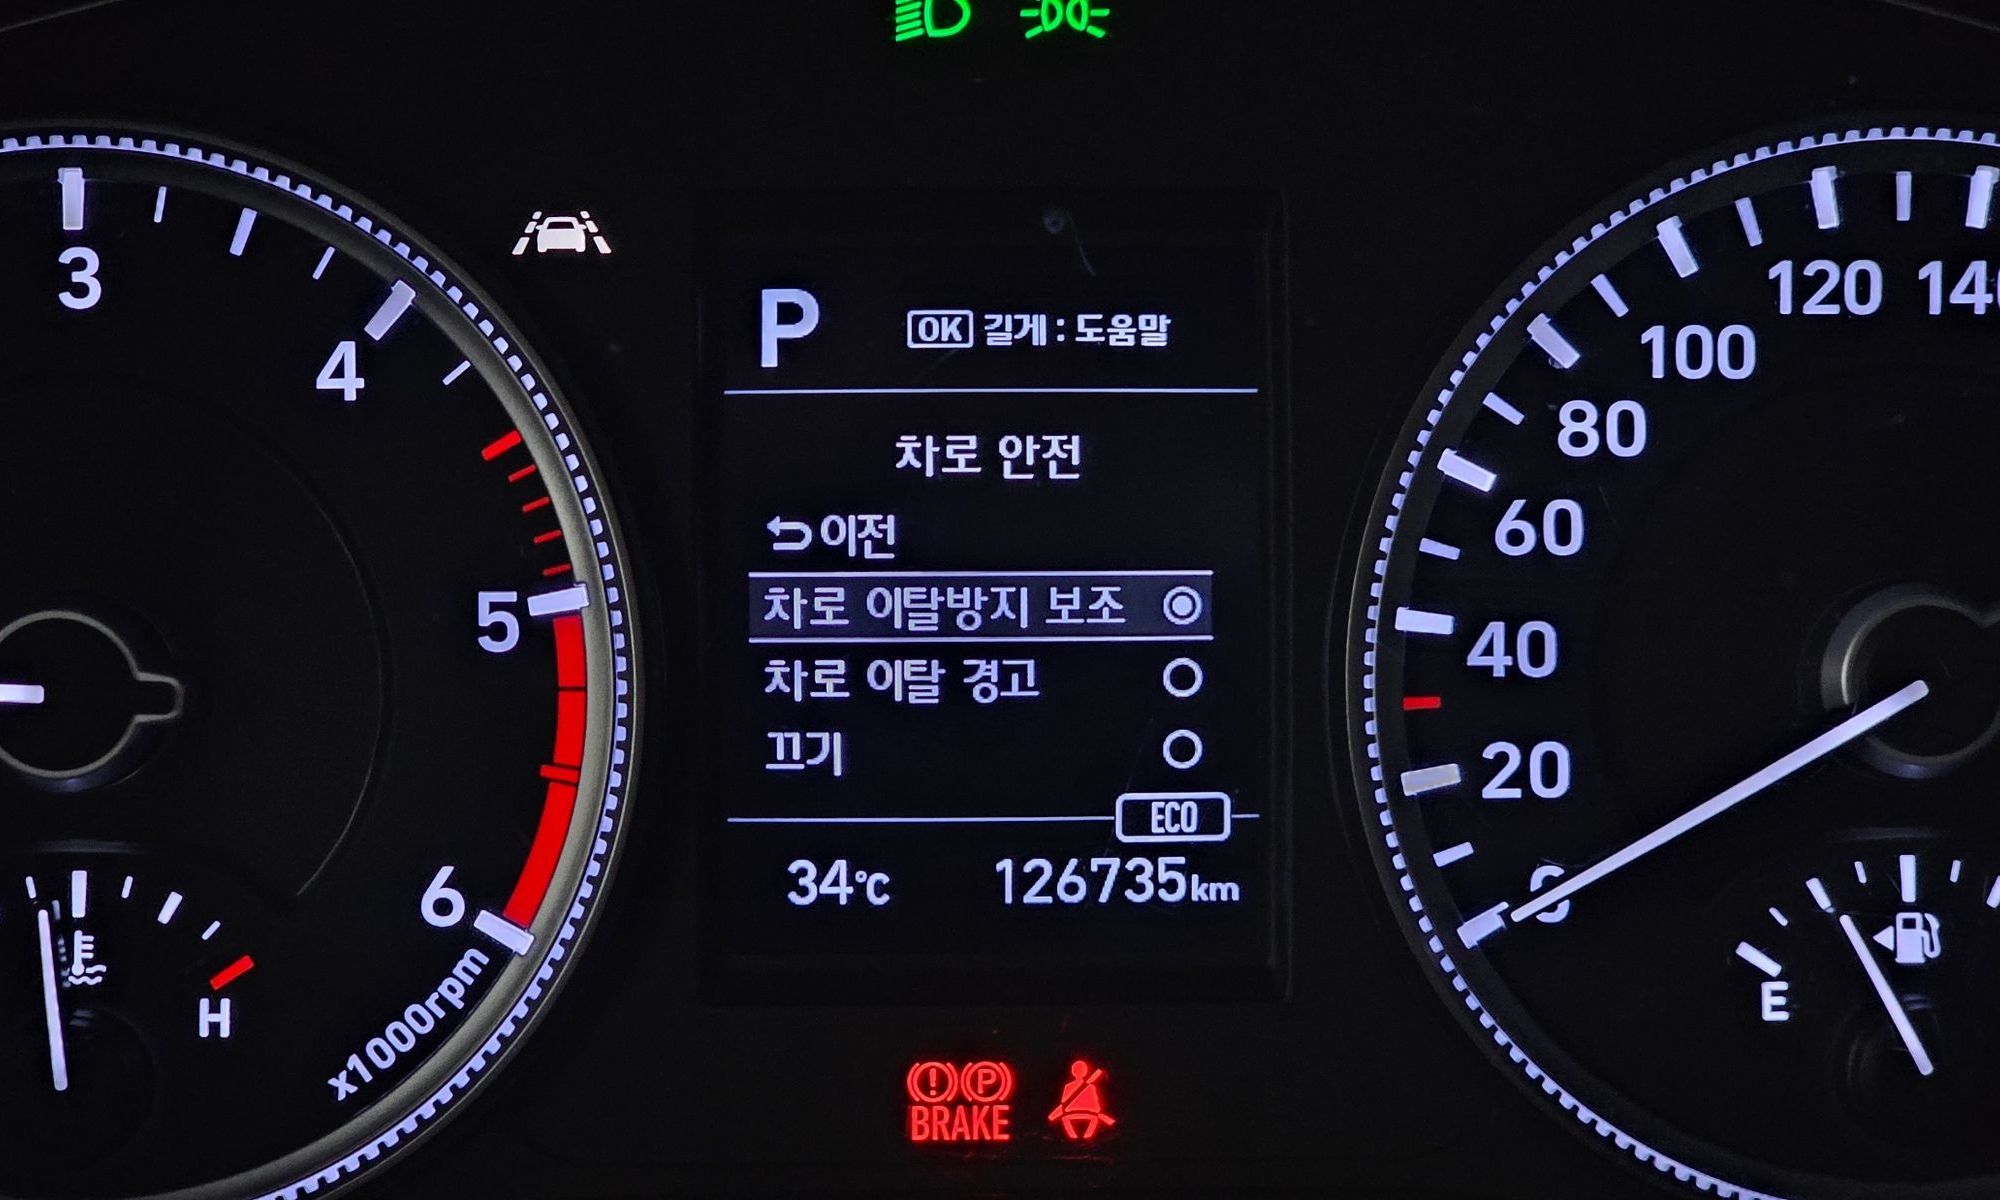 P
OK 길게 : 도움말
차로 안전
이전
차로 이탈방지 보조
차로 이탈 경고
끄기
ECO
34℃ 126735km
3
4
5
6
x1000rpm
H
140
120
100
80
60
40
20
0
E
(!) (P)
BRAKE